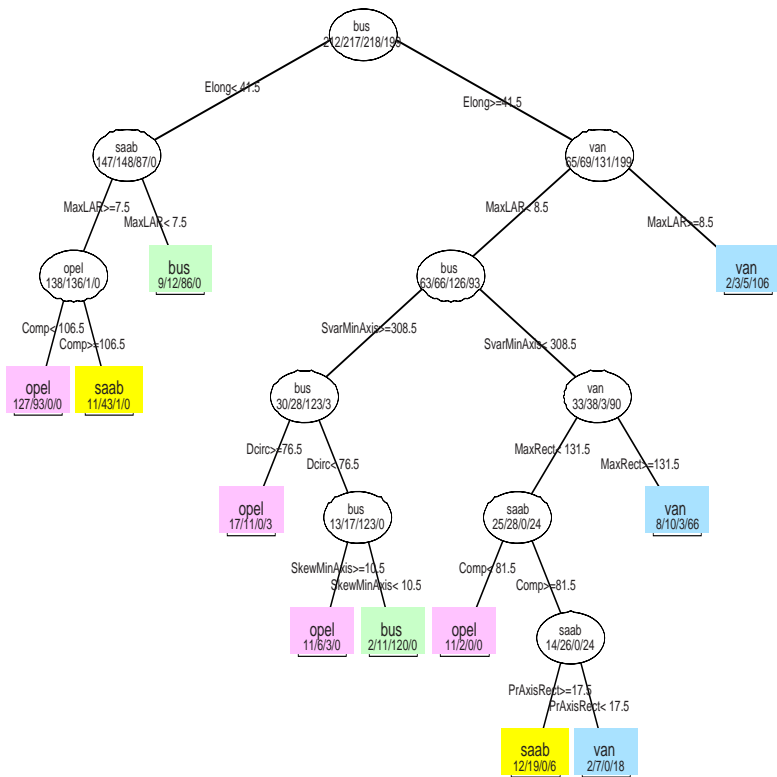 bus
212/217/218/199
Elong< 41.5
Elong>=41.5
saab
147/148/87/0
van
65/69/131/199
MaxLAR>=7.5
MaxLAR< 7.5
MaxLAR< 8.5
MaxLAR>=8.5
opel
138/136/1/0
bus
9/12/86/0
bus
63/66/126/93
van
2/3/5/106
Comp< 106.5
Comp>=106.5
SvarMinAxis>=308.5
SvarMinAxis< 308.5
opel
127/93/0/0
saab
11/43/1/0
bus
30/28/123/3
van
33/38/3/90
Dcirc>=76.5
Dcirc< 76.5
MaxRect< 131.5
MaxRect>=131.5
opel
17/11/0/3
bus
13/17/123/0
saab
25/28/0/24
van
8/10/3/66
SkewMinAxis>=10.5
SkewMinAxis< 10.5
Comp< 81.5
Comp>=81.5
opel
11/6/3/0
bus
2/11/120/0
opel
11/2/0/0
saab
14/26/0/24
PrAxisRect>=17.5
PrAxisRect< 17.5
saab
12/19/0/6
van
2/7/0/18